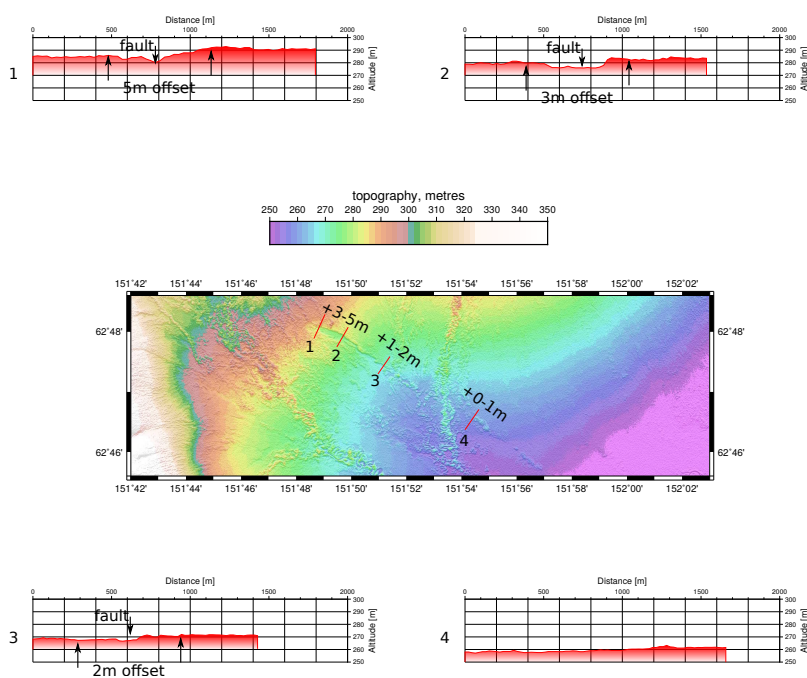 Distance [m]
0 500 1000 1500 2000
300
290
280
270
260
250
Altitude [m]
fault
5m offset
1
Distance [m]
0 500 1000 1500 2000
300
290
280
270
260
250
Altitude [m]
fault
3m offset
2
topography, metres
250 260 270 280 290 300 310 320 330 340 350
151˚42' 151˚44' 151˚46' 151˚48' 151˚50' 151˚52' 151˚54' 151˚56' 151˚58' 152˚00' 152˚02'
62˚48' 62˚48'
+3-5m
1
2
+1-2m
3
+0-1m
4
62˚46' 62˚46'
151˚42' 151˚44' 151˚46' 151˚48' 151˚50' 151˚52' 151˚54' 151˚56' 151˚58' 152˚00' 152˚02'
Distance [m]
0 500 1000 1500 2000
300
290
280
270
260
250
Altitude [m]
fault
3
2m offset
Distance [m]
0 500 1000 1500 2000
300
290
280
270
260
250
Altitude [m]
4